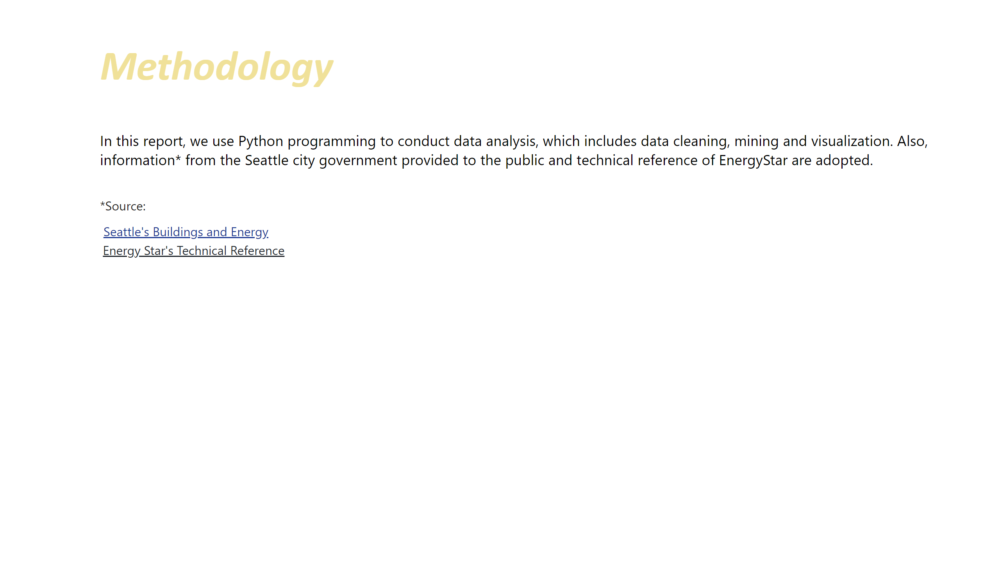 Methodology
In this report, we use Python programming to conduct data analysis, which includes data cleaning, mining and visualization. Also,
information* from the Seattle city government provided to the public and technical reference of EnergyStar are adopted.
*Source:
Seattle's Buildings and Energy
Energy Star's Technical Reference